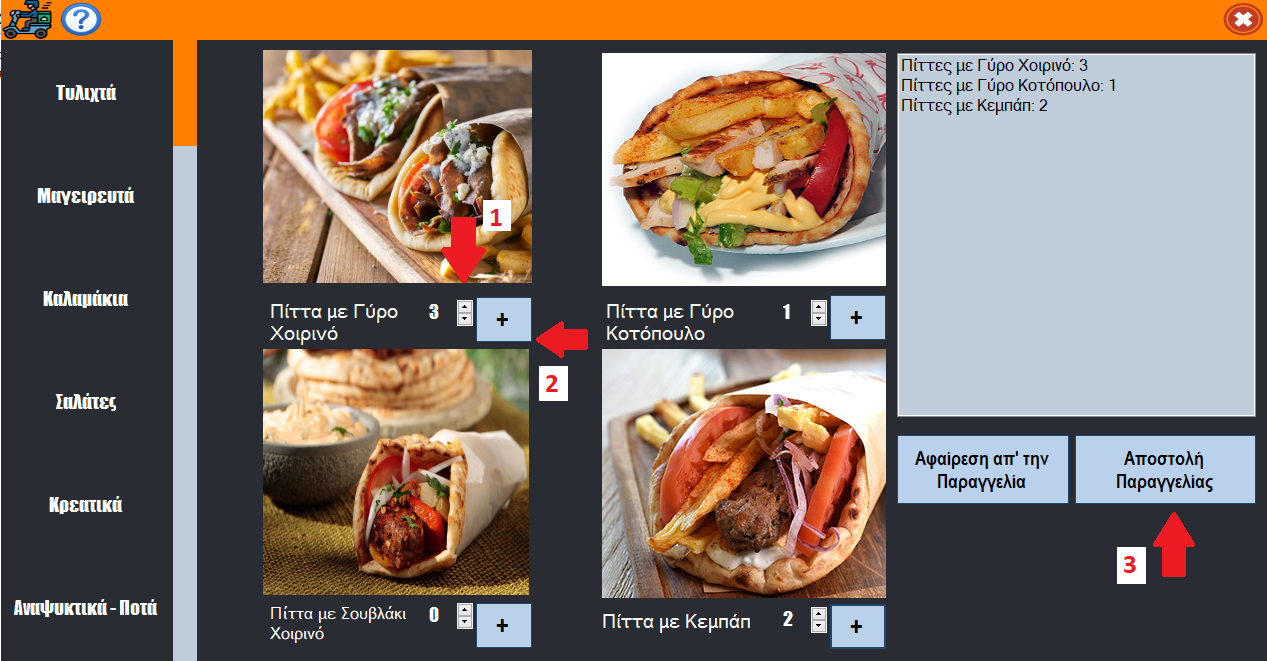 ?
Τυλιχτά
Μαγειρευτά
Καλαμάκια
Σαλάτες
Κρεατικά
Αναψυκτικά - Ποτά
1
Πίττα με Γύρο
Χοιρινό
3
+
2
Πίττα με Γύρο
Κοτόπουλο
1
+
Πίττα με Σουβλάκι
Χοιρινό
0
+
Πίττα με Κεμπάπ
2
+
Πίττες με Γύρο Χοιρινό: 3
Πίττες με Γύρο Κοτόπουλο: 1
Πίττες με Κεμπάπ: 2
Αφαίρεση απ' την
Παραγγελία
Αποστολή
Παραγγελίας
3